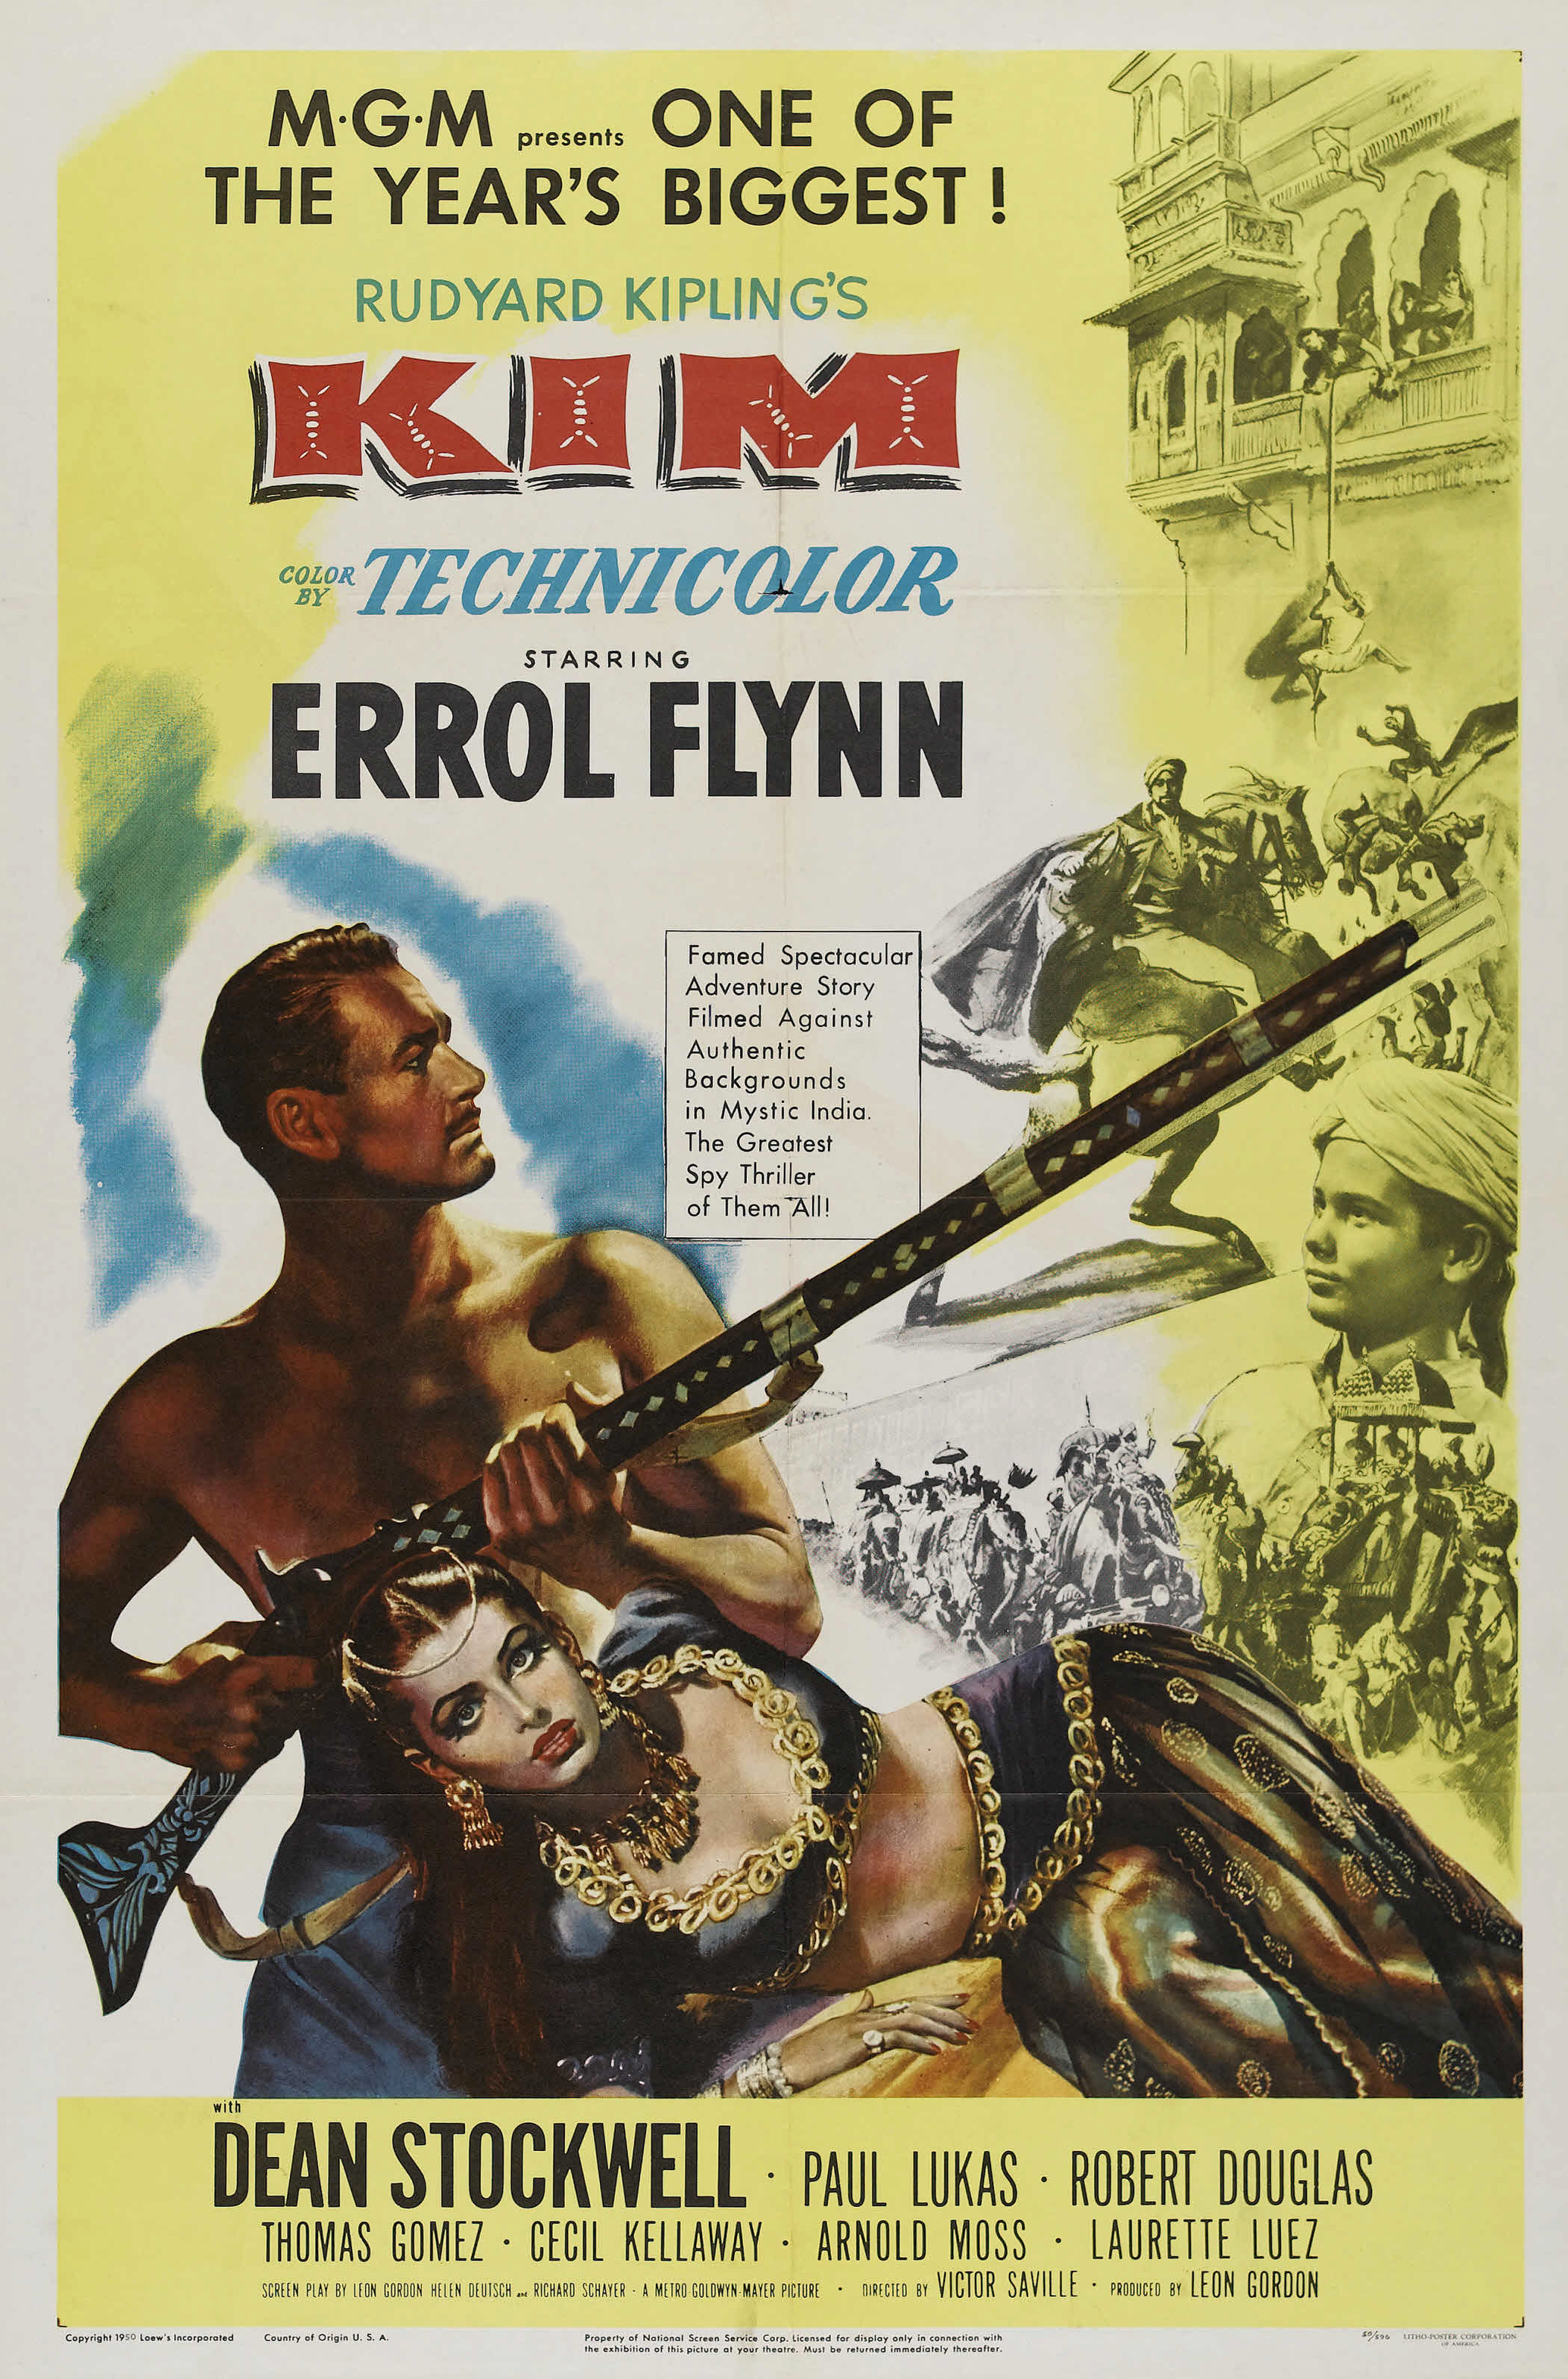 M·G·M presents ONE OF
THE YEAR'S BIGGEST!
RUDYARD KIPLING'S
KIM
COLOR BY TECHNICOLOR
STARRING
ERROL FLYNN
Famed Spectacular
Adventure Story
Filmed Against
Authentic
Backgrounds
in Mystic India.
The Greatest
Spy Thriller
of Them All!
with
DEAN STOCKWELL · PAUL LUKAS · ROBERT DOUGLAS
THOMAS GOMEZ · CECIL KELLAWAY · ARNOLD MOSS · LAURETTE LUEZ
SCREEN PLAY BY LEON GORDON HELEN DEUTSCH and RICHARD SCHAYER · A METRO-GOLDWYN-MAYER PICTURE · DIRECTED BY VICTOR SAVILLE · PRODUCED BY LEON GORDON
Copyright 1950 Loew's Incorporated Country of Origin U. S. A. Property of National Screen Service Corp. Licensed for display only in connection with
the exhibition of this picture at your theatre. Must be returned immediately thereafter.
50/596 LITHO-POSTER CORPORATION
OF AMERICA